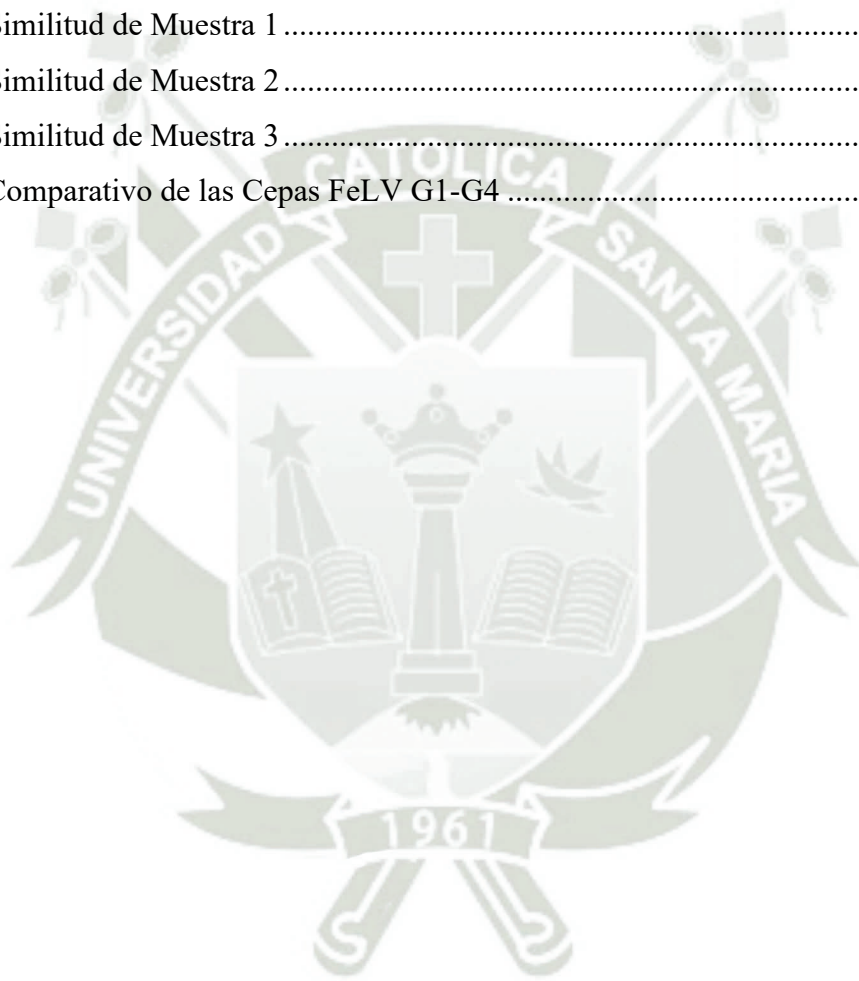 Similitud de Muestra 1
Similitud de Muestra 2
Similitud de Muestra 3
Comparativo de las Cepas FeLV G1-G4
UNIVERSIDAD CATOLICA SANTA MARIA
1961